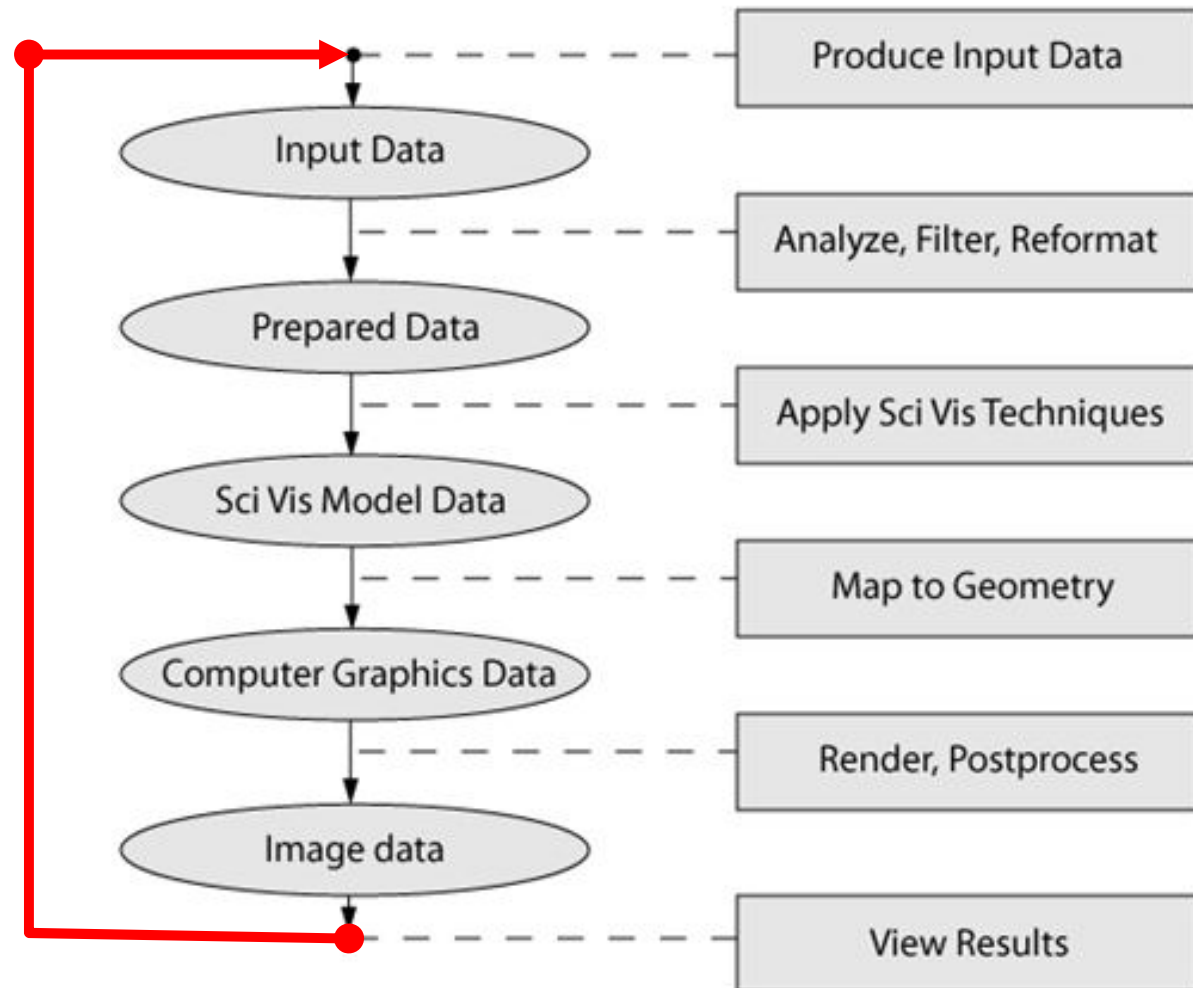 Produce Input Data
Input Data
Analyze, Filter, Reformat
Prepared Data
Apply Sci Vis Techniques
Sci Vis Model Data
Map to Geometry
Computer Graphics Data
Render, Postprocess
Image data
View Results